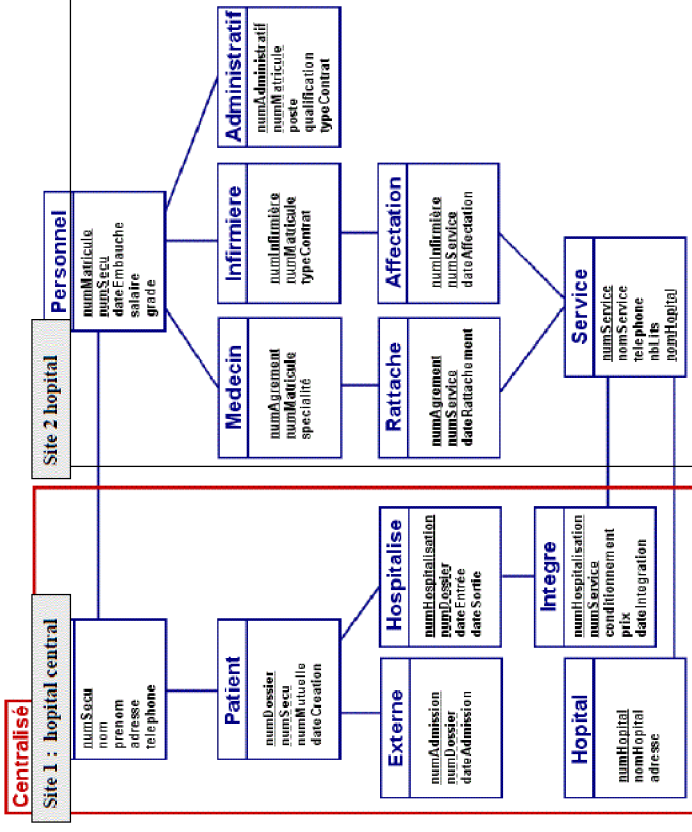 Centralisé
Site 1 : hopital central
numSecu
nom
prenom
adresse
telephone
Patient
numDossier
numSecu
numMutuelle
dateCreation
Externe
numAdmission
numDossier
dateAdmission
Hospitalise
numHospitalisation
numDossier
dateEntrée
dateSortie
Hopital
numHopital
nomHopital
adresse
Integre
numHospitalisation
numService
conditionnement
prix
dateIntegration
Site 2 hopital
Personnel
numMatricule
numSecu
dateEmbauche
salaire
grade
Medecin
numAgrement
numMatricule
specialité
Infirmiere
numInfirmière
numMatricule
typeContrat
Administratif
numAdministratif
numMatricule
poste
qualification
typeContrat
Rattache
numAgrement
numService
dateRattachement
Affectation
numInfirmière
numService
dateAffectation
Service
numService
nomService
telephone
nbLits
nomHopital